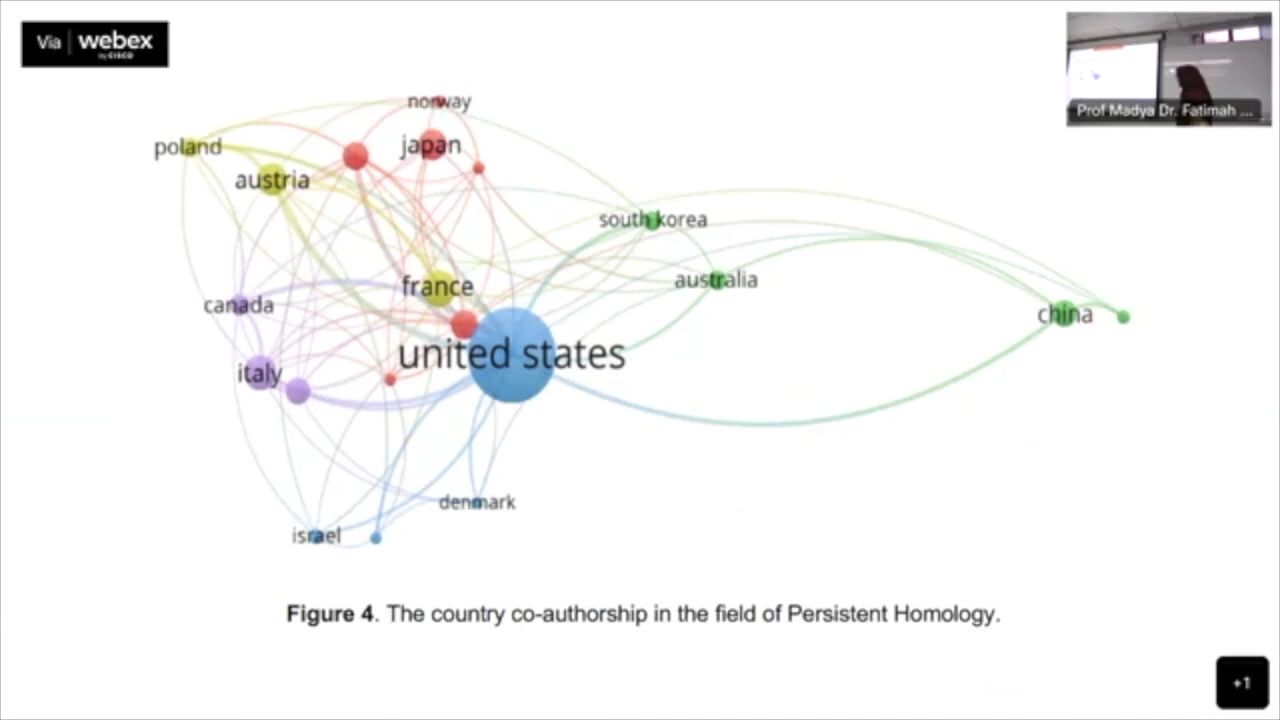 Via webex
by CISCO
Prof Madya Dr. Fatimah ...
norway
poland
japan
austria
south korea
australia
france
canada
china
united states
italy
denmark
israel
Figure 4. The country co-authorship in the field of Persistent Homology.
+1